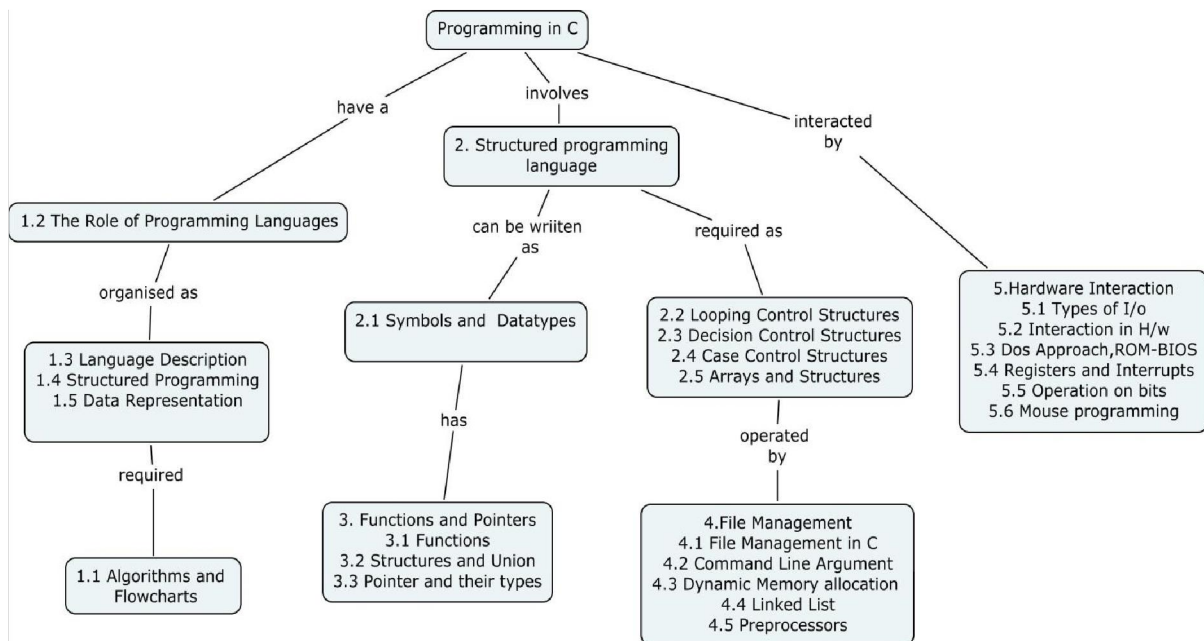 Programming in C
have a
involves
interacted
by
2. Structured programming
language
1.2 The Role of Programming Languages
can be wriiten
as
required as
organised as
2.1 Symbols and Datatypes
2.2 Looping Control Structures
2.3 Decision Control Structures
2.4 Case Control Structures
2.5 Arrays and Structures
5.Hardware Interaction
5.1 Types of I/o
5.2 Interaction in H/w
5.3 Dos Approach,ROM-BIOS
5.4 Registers and Interrupts
5.5 Operation on bits
5.6 Mouse programming
1.3 Language Description
1.4 Structured Programming
1.5 Data Representation
has
operated
by
required
3. Functions and Pointers
3.1 Functions
3.2 Structures and Union
3.3 Pointer and their types
4.File Management
4.1 File Management in C
4.2 Command Line Argument
4.3 Dynamic Memory allocation
4.4 Linked List
4.5 Preprocessors
1.1 Algorithms and
Flowcharts